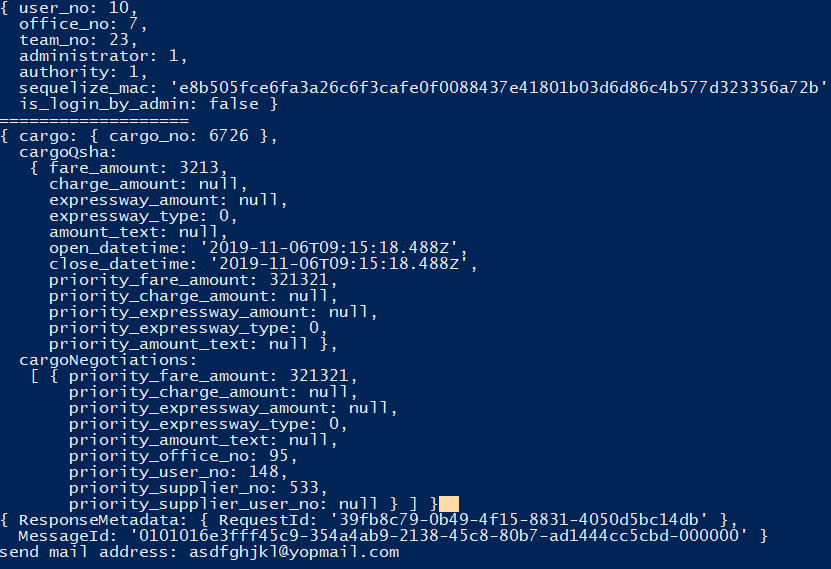 { user_no: 10,
  office_no: 7,
  team_no: 23,
  administrator: 1,
  authority: 1,
  sequelize_mac: 'e8b505fce6fa3a26c6f3cafe0f0088437e41801b03d6d86c4b577d323356a72b'
  is_login_by_admin: false }
===================
{ cargo: { cargo_no: 6726 },
  cargoQsha:
   { fare_amount: 3213,
     charge_amount: null,
     expressway_amount: null,
     expressway_type: 0,
     amount_text: null,
     open_datetime: '2019-11-06T09:15:18.488Z',
     close_datetime: '2019-11-06T09:15:18.488Z',
     priority_fare_amount: 321321,
     priority_charge_amount: null,
     priority_expressway_amount: null,
     priority_expressway_type: 0,
     priority_amount_text: null },
  cargoNegotiations:
   [ { priority_fare_amount: 321321,
       priority_charge_amount: null,
       priority_expressway_amount: null,
       priority_expressway_type: 0,
       priority_amount_text: null,
       priority_office_no: 95,
       priority_user_no: 148,
       priority_supplier_no: 533,
       priority_supplier_user_no: null } ] }
{ ResponseMetadata: { RequestId: '39fb8c79-0b49-4f15-8831-4050d5bc14db' },
  MessageId: '0101016e3fff45c9-354a4ab9-2138-45c8-80b7-ad1444cc5cbd-000000' }
send mail address: asdfghjkl@yopmail.com